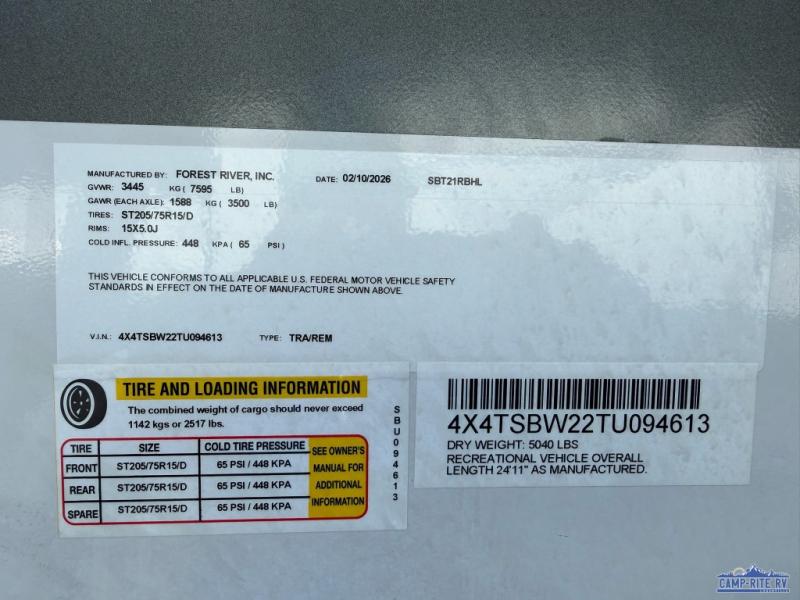 MANUFACTURED BY: FOREST RIVER, INC. DATE: 02/10/2026 SBT21RBHL
GVWR: 3445 KG ( 7595 LB)
GAWR (EACH AXLE): 1588 KG ( 3500 LB)
TIRES: ST205/75R15/D
RIMS: 15X5.0J
COLD INFL. PRESSURE: 448 KPA ( 65 PSI )
THIS VEHICLE CONFORMS TO ALL APPLICABLE U.S. FEDERAL MOTOR VEHICLE SAFETY
STANDARDS IN EFFECT ON THE DATE OF MANUFACTURE SHOWN ABOVE.
V.I.N.: 4X4TSBW22TU094613 TYPE: TRA/REM
TIRE AND LOADING INFORMATION
The combined weight of cargo should never exceed
1142 kgs or 2517 lbs.
TIRE SIZE COLD TIRE PRESSURE
FRONT ST205/75R15/D 65 PSI / 448 KPA
REAR ST205/75R15/D 65 PSI / 448 KPA
SPARE ST205/75R15/D 65 PSI / 448 KPA
SEE OWNER'S
MANUAL FOR
ADDITIONAL
INFORMATION
SBU094613
4X4TSBW22TU094613
DRY WEIGHT: 5040 LBS
RECREATIONAL VEHICLE OVERALL
LENGTH 24'11" AS MANUFACTURED.
CAMP-RITE RV